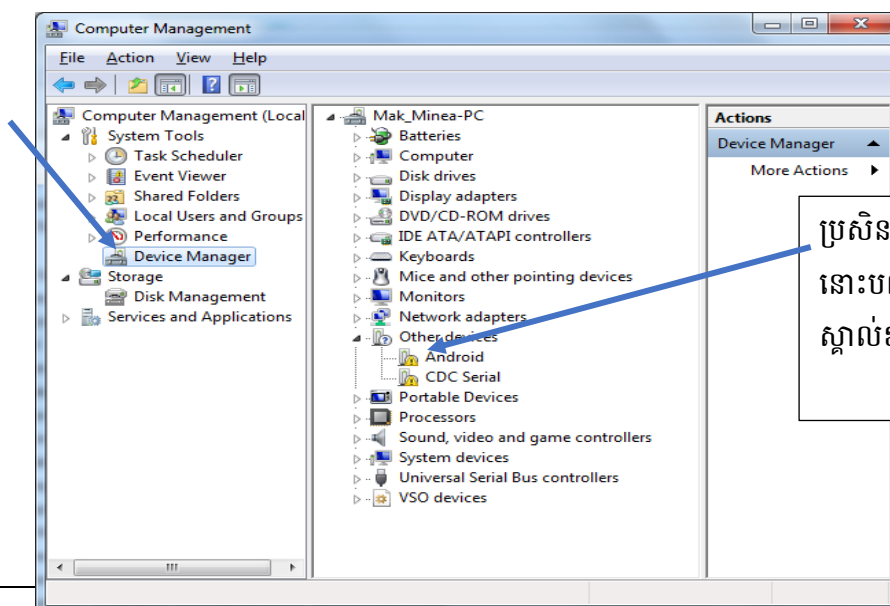 Computer Management
File Action View Help
Computer Management (Local
System Tools
Task Scheduler
Event Viewer
Shared Folders
Local Users and Groups
Performance
Device Manager
Storage
Disk Management
Services and Applications
Mak_Minea-PC
Batteries
Computer
Disk drives
Display adapters
DVD/CD-ROM drives
IDE ATA/ATAPI controllers
Keyboards
Mice and other pointing devices
Monitors
Network adapters
Other devices
Android
CDC Serial
Portable Devices
Processors
Sound, video and game controllers
System devices
Universal Serial Bus controllers
VSO devices
Actions
Device Manager
More Actions
ប្រសិន
នោះប
ស្គាល់